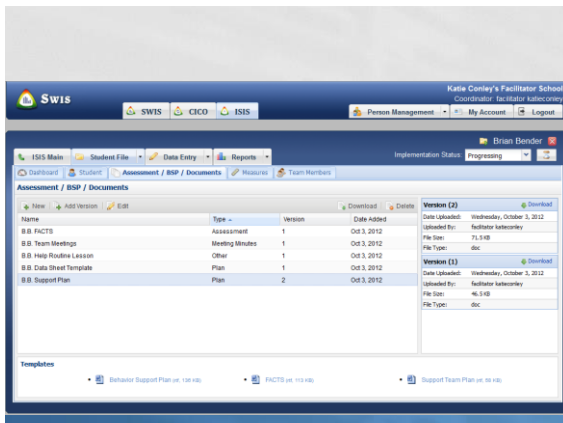 Katie Conley's Facilitator School
Coordinator: facilitator katieconley
SWIS
SWIS CICO ISIS
Person Management My Account Logout
Brian Bender
ISIS Main Student File Data Entry Reports
Implementation Status: Progressing
Dashboard Student Assessment / BSP / Documents Measures Team Members
Assessment / BSP / Documents
New Add Version Edit Download Delete
Name Type Version Date Added
B.B. FACTS Assessment 1 Oct 3, 2012
B.B. Team Meetings Meeting Minutes 1 Oct 3, 2012
B.B. Help Routine Lesson Other 1 Oct 3, 2012
B.B. Data Sheet Template Plan 1 Oct 3, 2012
B.B. Support Plan Plan 2 Oct 3, 2012
Version (2) Download
Date Uploaded: Wednesday, October 3, 2012
Uploaded By: facilitator katieconley
File Size: 71.5 KB
File Type: doc
Version (1) Download
Date Uploaded: Wednesday, October 3, 2012
Uploaded By: facilitator katieconley
File Size: 46.5 KB
File Type: doc
Templates
Behavior Support Plan
FACTS
Support Team Plan